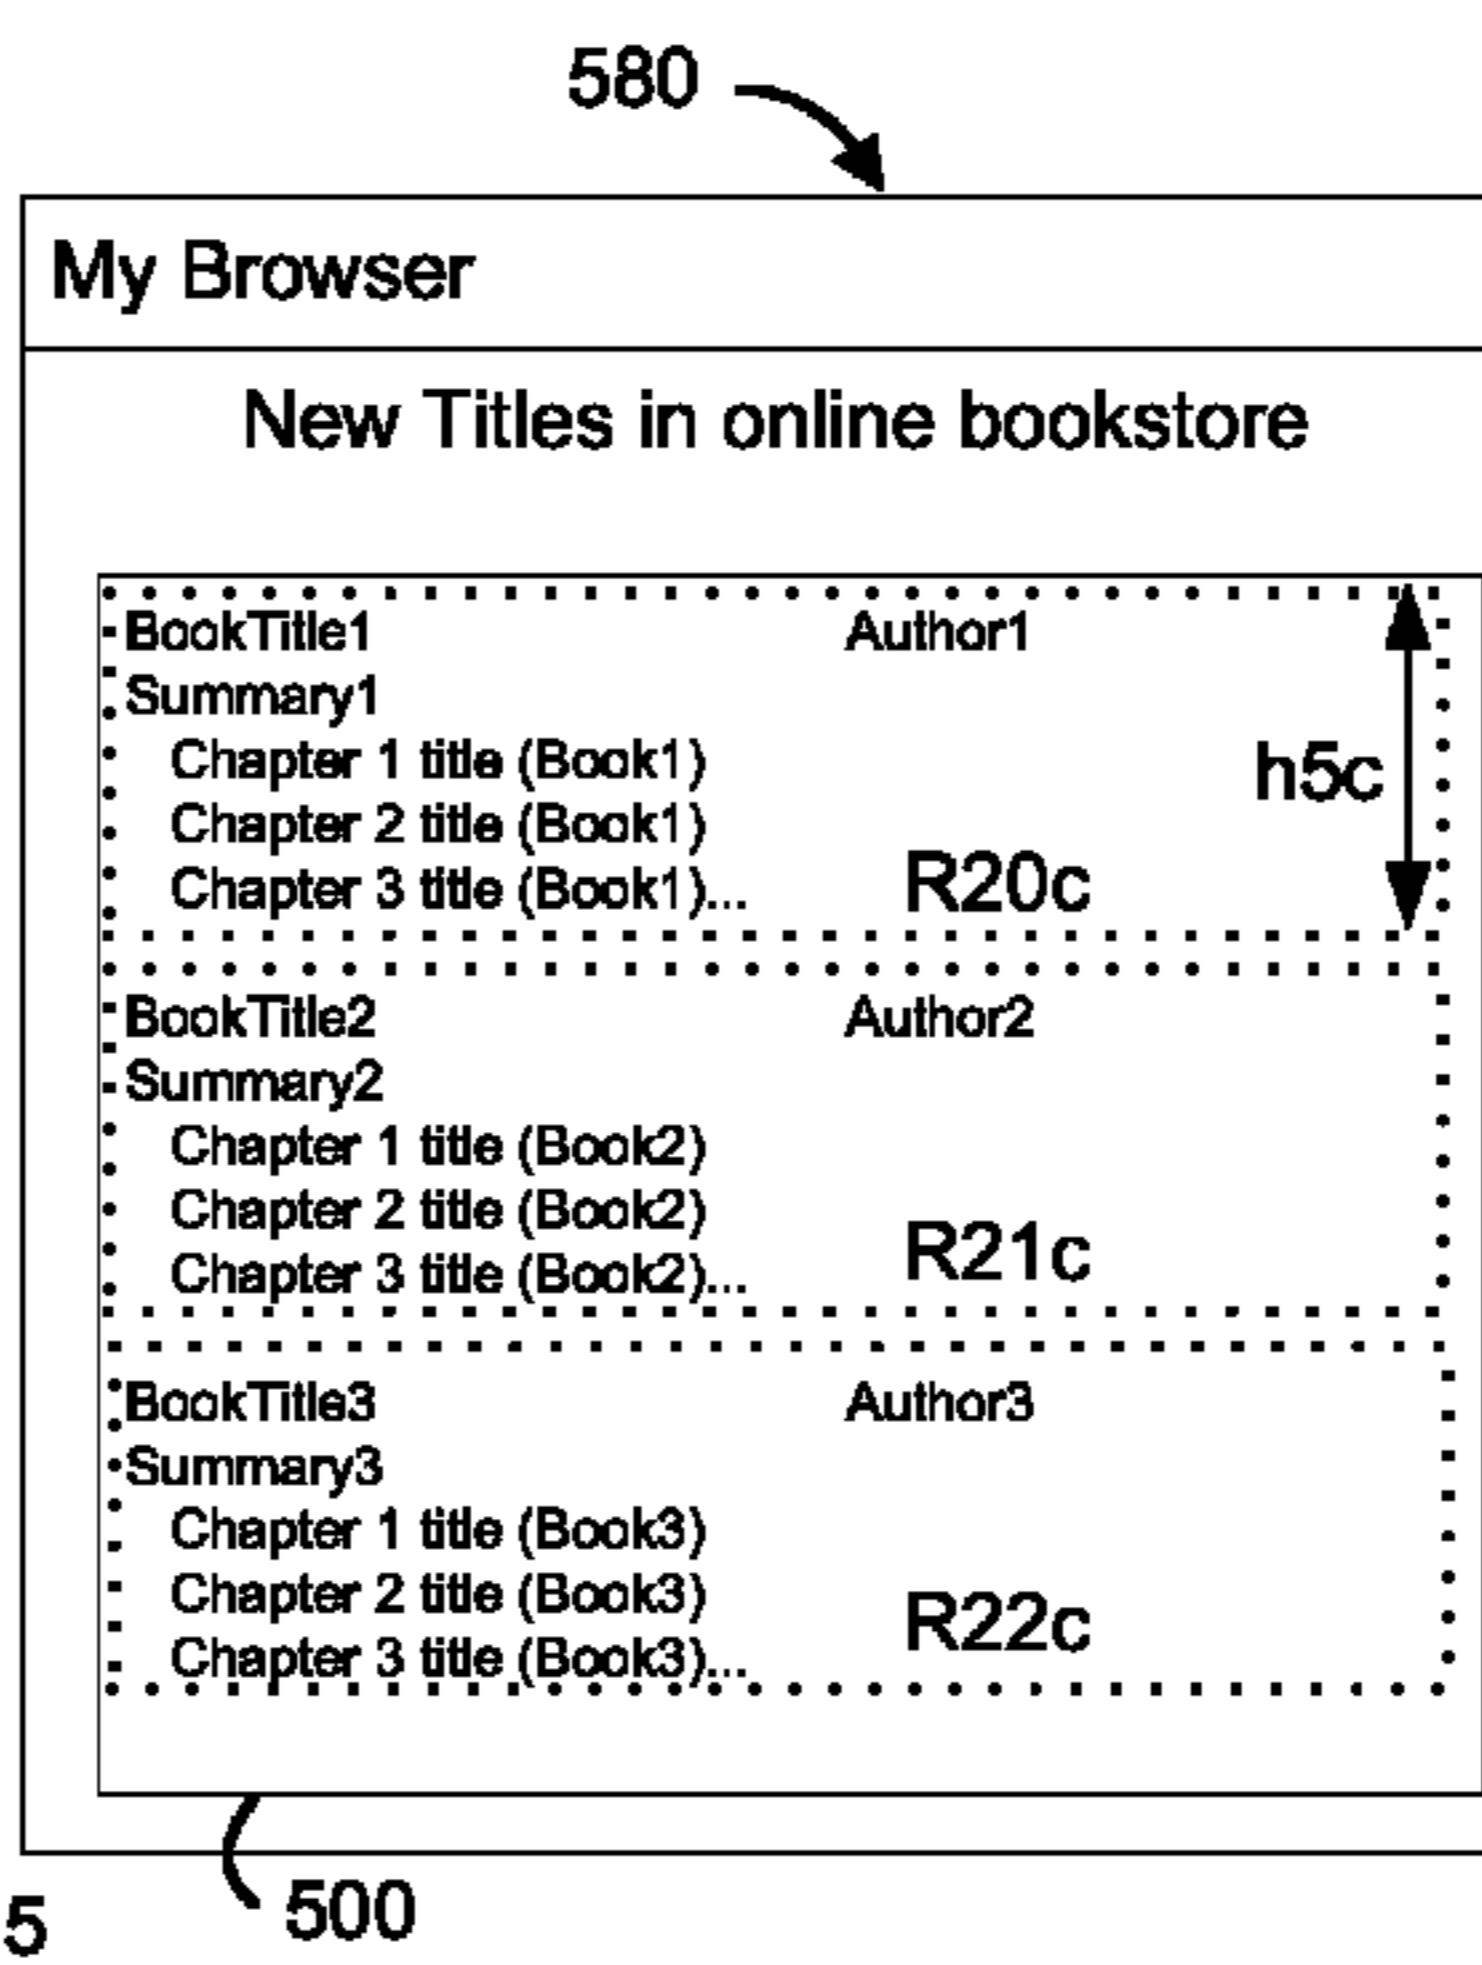 580
My Browser
New Titles in online bookstore
BookTitle1 Author1
Summary1
Chapter 1 title (Book1)
h5c
Chapter 2 title (Book1)
Chapter 3 title (Book1)... R20c
BookTitle2 Author2
Summary2
Chapter 1 title (Book2)
Chapter 2 title (Book2)
Chapter 3 title (Book2)... R21c
BookTitle3 Author3
Summary3
Chapter 1 title (Book3)
Chapter 2 title (Book3)
Chapter 3 title (Book3)... R22c
5 500